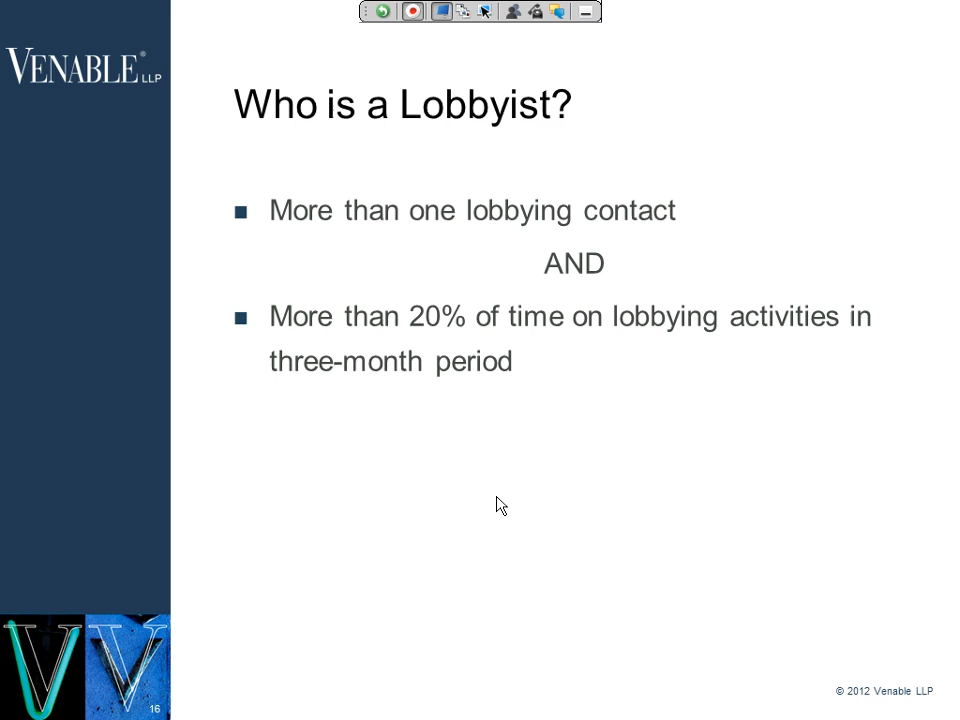 VENABLE® LLP
Who is a Lobbyist?
More than one lobbying contact
AND
More than 20% of time on lobbying activities in
three-month period
© 2012 Venable LLP
16